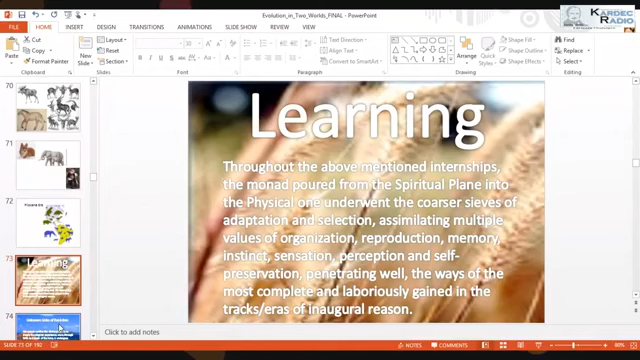 Evolution_in_Two_Worlds_FINAL - PowerPoint
KARDEC
RADIO
FILE HOME INSERT DESIGN TRANSITIONS ANIMATIONS SLIDE SHOW REVIEW VIEW
Cut
Copy
Paste
Format Painter
Clipboard
New
Slide
Layout
Reset
Section
Slides
Font
Text Direction
Align Text
Convert to SmartArt
Paragraph
Arrange
Quick
Styles
Shape Fill
Shape Outline
Shape Effects
Drawing
Find
Replace
Select
Editing
70
71
72
73
Learning
74
Learning
Throughout the above mentioned internships,
the monad poured from the Spiritual Plane into
the Physical one underwent the coarser sieves of
adaptation and selection, assimilating multiple
values of organization, reproduction, memory,
instinct, sensation, perception and self-
preservation, penetrating well, the ways of the
most complete and laboriously gained in the
tracks/eras of inaugural reason.
Click to add notes
SLIDE 73 OF 192
NOTES
COMMENTS
80%